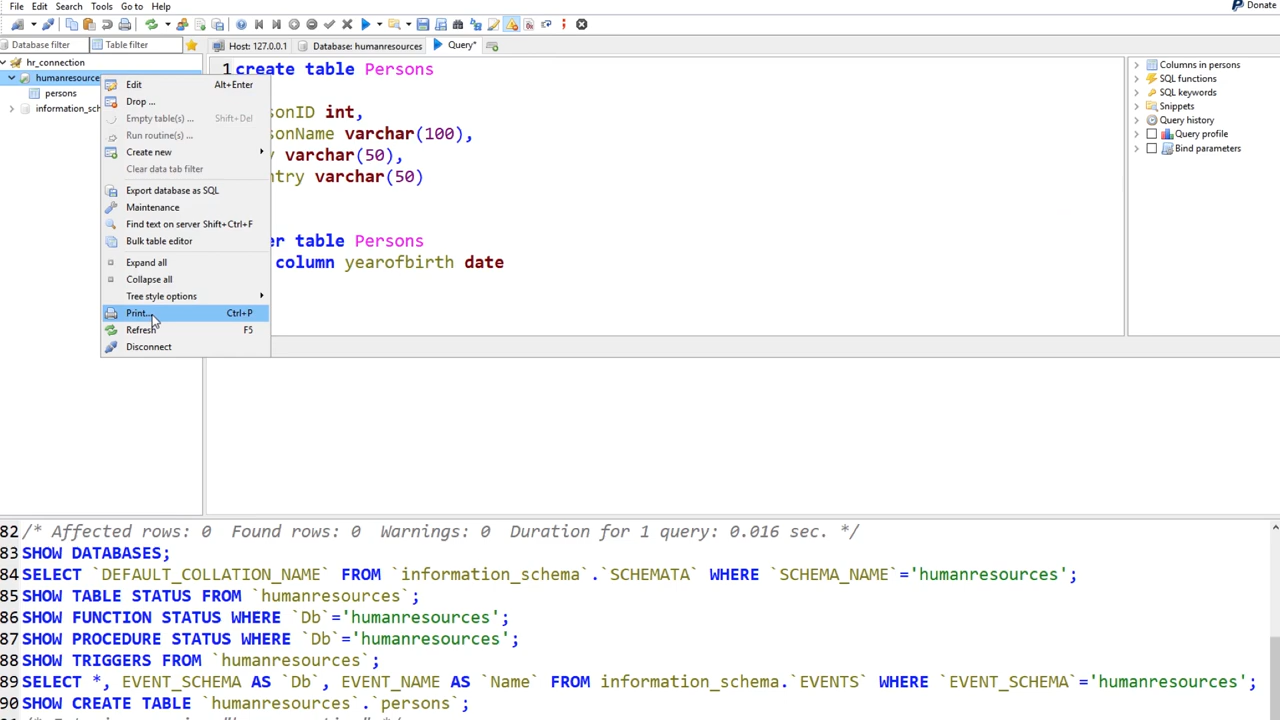 File Edit Search Tools Go to Help
Donate
Database filter Table filter Host: 127.0.0.1 Database: humanresources Query*
hr_connection
humanresource
persons
information_sch
Edit Alt+Enter
Drop ...
Empty table(s) ... Shift+Del
Run routine(s) ...
Create new
Clear data tab filter
Export database as SQL
Maintenance
Find text on server Shift+Ctrl+F
Bulk table editor
Expand all
Collapse all
Tree style options
Print... Ctrl+P
Refresh F5
Disconnect
1 create table Persons
sonID int,
sonName varchar(100),
y varchar(50),
ntry varchar(50)
er table Persons
column yearofbirth date
Columns in persons
SQL functions
SQL keywords
Snippets
Query history
Query profile
Bind parameters
82 /* Affected rows: 0 Found rows: 0 Warnings: 0 Duration for 1 query: 0.016 sec. */
83 SHOW DATABASES;
84 SELECT `DEFAULT_COLLATION_NAME` FROM `information_schema`.`SCHEMATA` WHERE `SCHEMA_NAME`='humanresources';
85 SHOW TABLE STATUS FROM `humanresources`;
86 SHOW FUNCTION STATUS WHERE `Db`='humanresources';
87 SHOW PROCEDURE STATUS WHERE `Db`='humanresources';
88 SHOW TRIGGERS FROM `humanresources`;
89 SELECT *, EVENT_SCHEMA AS `Db`, EVENT_NAME AS `Name` FROM information_schema.`EVENTS` WHERE `EVENT_SCHEMA`='humanresources';
90 SHOW CREATE TABLE `humanresources`.`persons`;